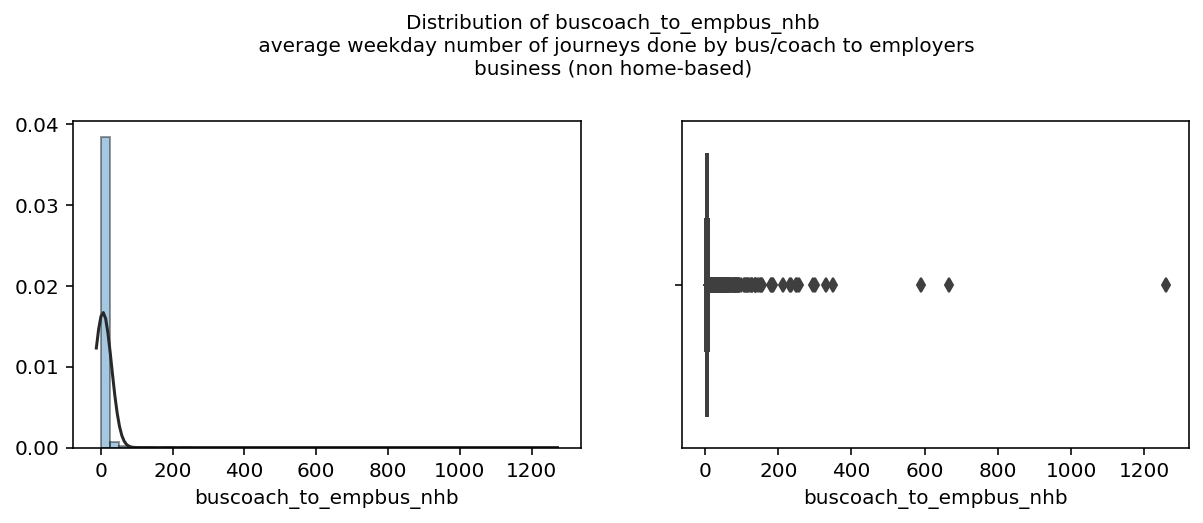 Distribution of buscoach_to_empbus_nhb
average weekday number of journeys done by bus/coach to employers
business (non home-based)
0.04
0.03
0.02
0.01
0.00
0 200 400 600 800 1000 1200
buscoach_to_empbus_nhb
0 200 400 600 800 1000 1200
buscoach_to_empbus_nhb